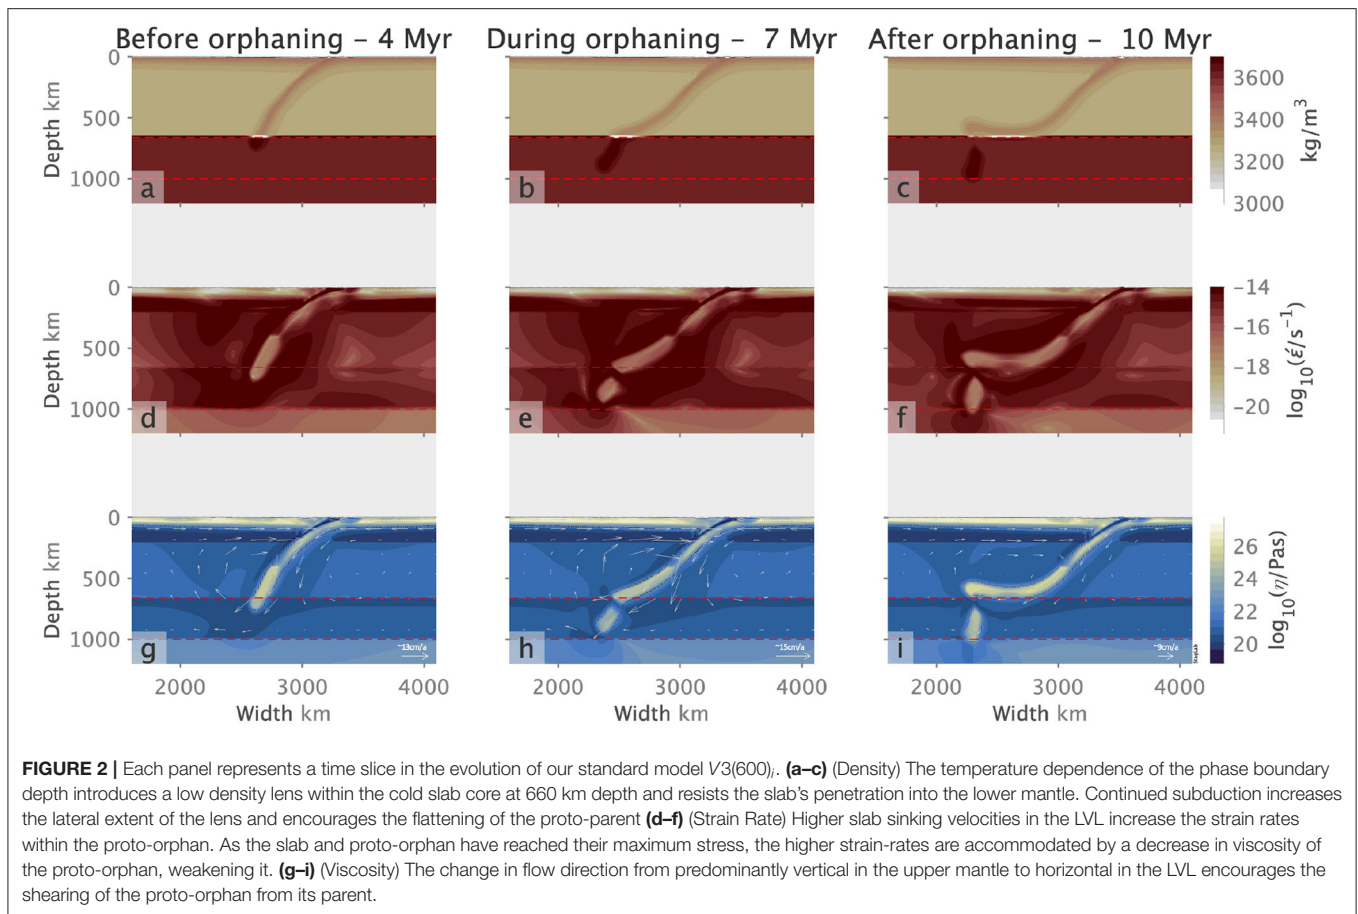 Before orphaning – 4 Myr
During orphaning – 7 Myr
After orphaning – 10 Myr
0
500
1000
Depth km
a
b
c
3600
3400
3200
3000
kg/m³
0
500
1000
Depth km
d
e
f
−14
−16
−18
−20
log₁₀(ε̇/s⁻¹)
0
500
1000
Depth km
g
~13cm/a
h
~15cm/a
i
~9cm/a
StagLab
26
24
22
20
log₁₀(η/Pas)
2000 3000 4000
2000 3000 4000
2000 3000 4000
Width km
Width km
Width km
FIGURE 2 | Each panel represents a time slice in the evolution of our standard model V3(600)ᵢ. (a–c) (Density) The temperature dependence of the phase boundary
depth introduces a low density lens within the cold slab core at 660 km depth and resists the slab's penetration into the lower mantle. Continued subduction increases
the lateral extent of the lens and encourages the flattening of the proto-parent (d–f) (Strain Rate) Higher slab sinking velocities in the LVL increase the strain rates
within the proto-orphan. As the slab and proto-orphan have reached their maximum stress, the higher strain-rates are accommodated by a decrease in viscosity of
the proto-orphan, weakening it. (g–i) (Viscosity) The change in flow direction from predominantly vertical in the upper mantle to horizontal in the LVL encourages the
shearing of the proto-orphan from its parent.